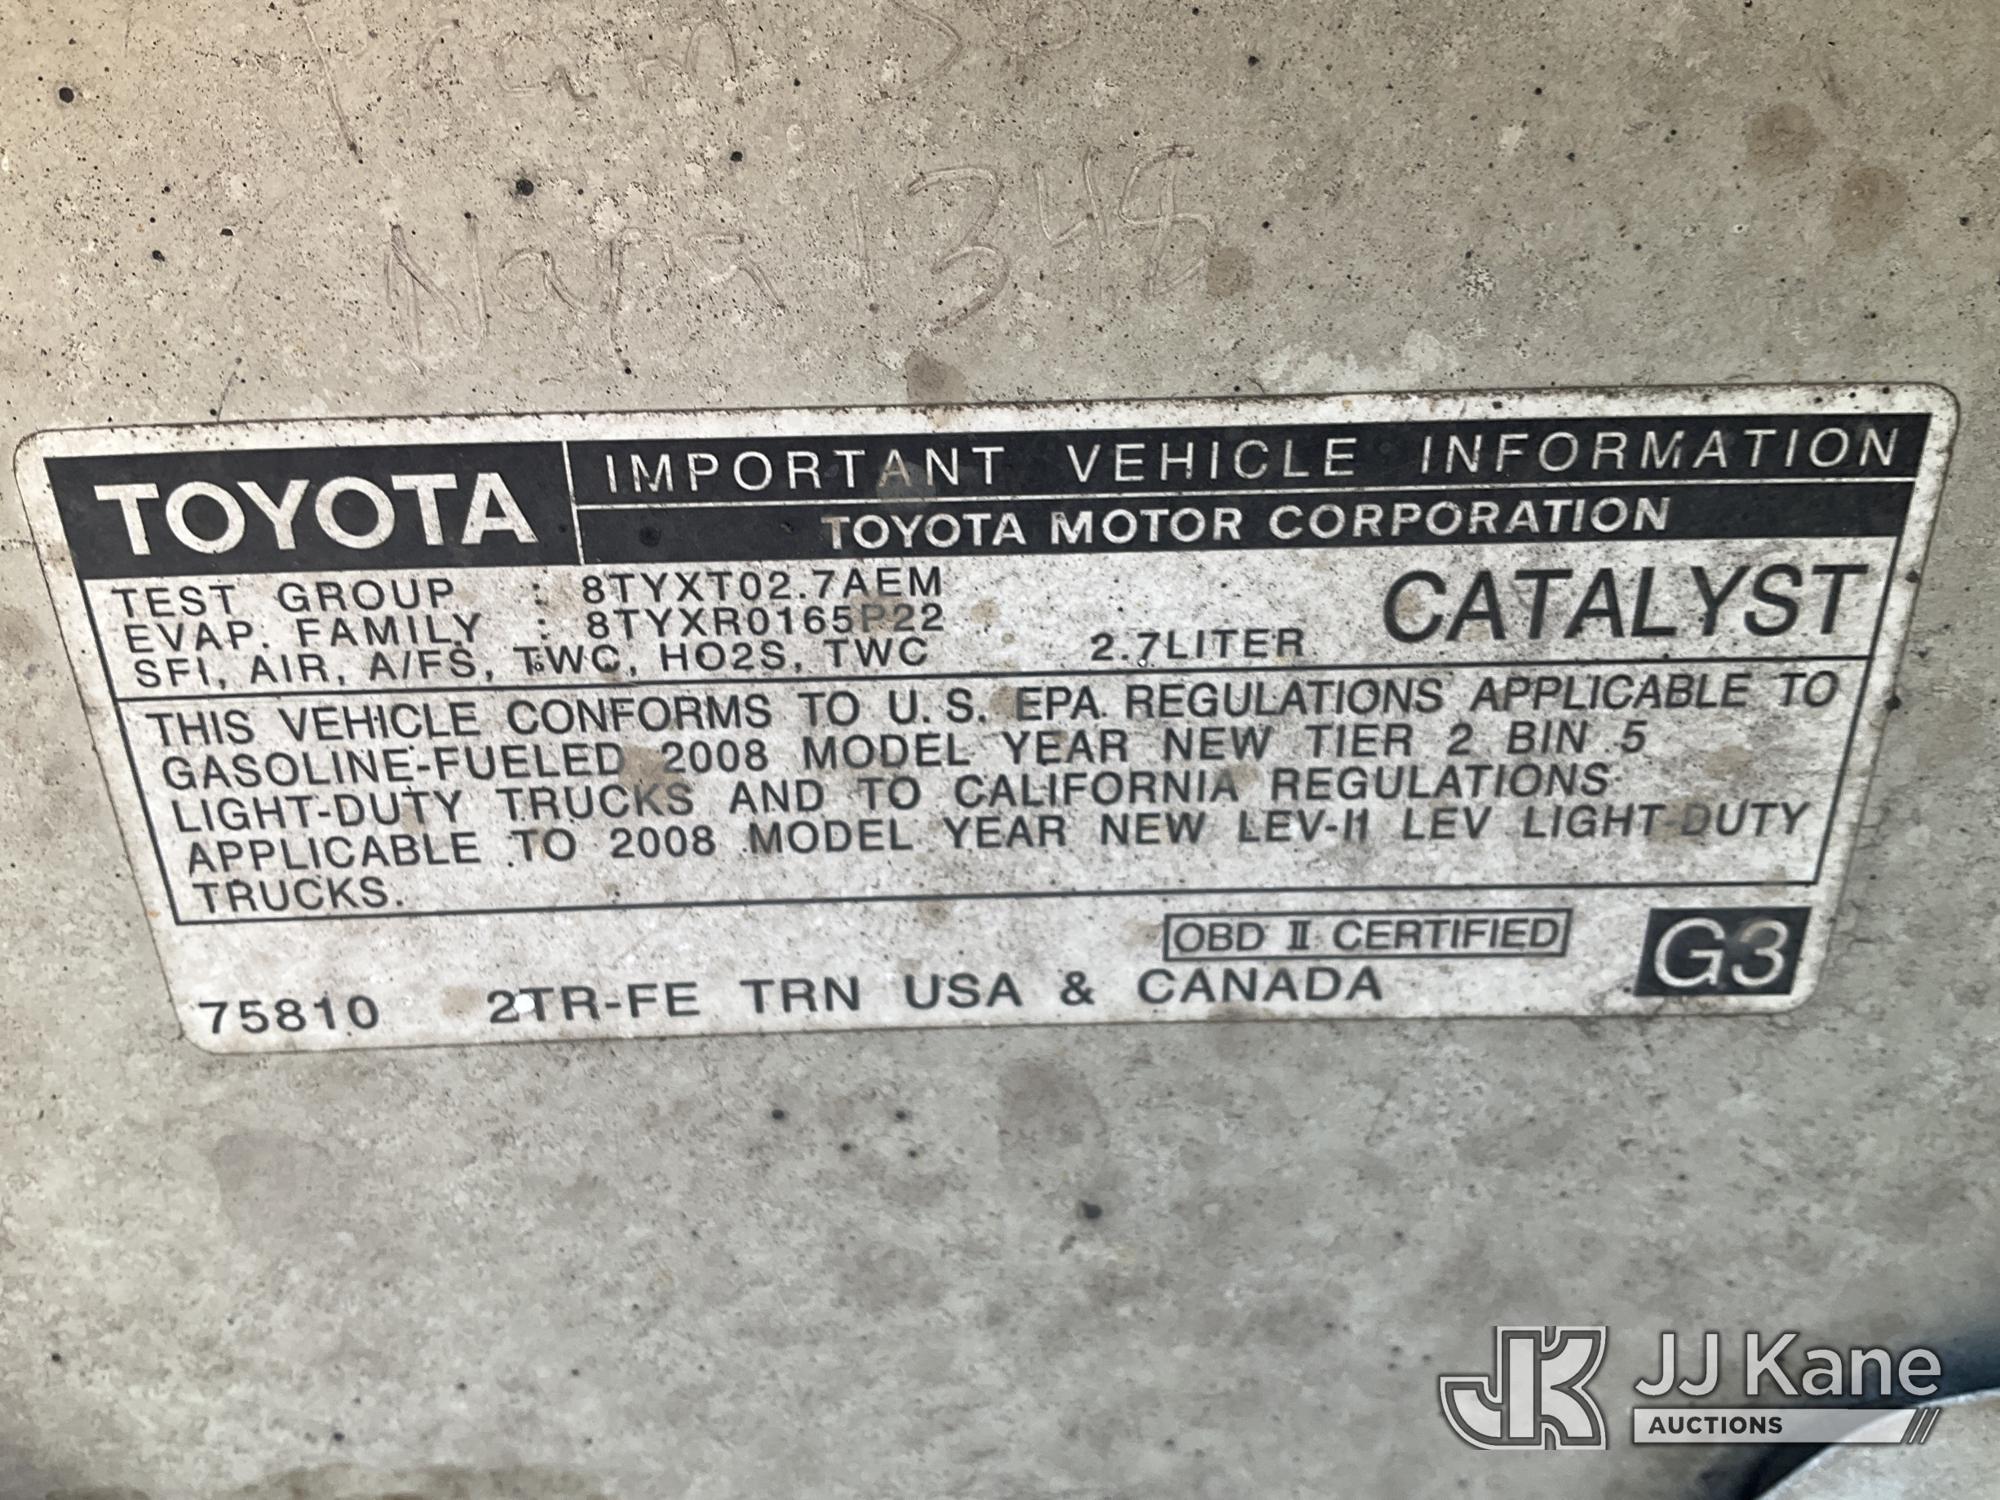 Fram
Napa 1348
TOYOTA
IMPORTANT VEHICLE INFORMATION
TOYOTA MOTOR CORPORATION
TEST GROUP : 8TYXT02.7AEM
EVAP. FAMILY : 8TYXR0165P22
SFI, AIR, A/FS, TWC, HO2S, TWC 2.7LITER
CATALYST
THIS VEHICLE CONFORMS TO U.S. EPA REGULATIONS APPLICABLE TO
GASOLINE-FUELED 2008 MODEL YEAR NEW TIER 2 BIN 5
LIGHT-DUTY TRUCKS AND TO CALIFORNIA REGULATIONS
APPLICABLE TO 2008 MODEL YEAR NEW LEV-II LEV LIGHT-DUTY
TRUCKS.
OBD II CERTIFIED
G3
75810 2TR-FE TRN USA & CANADA
JK JJ Kane
AUCTIONS